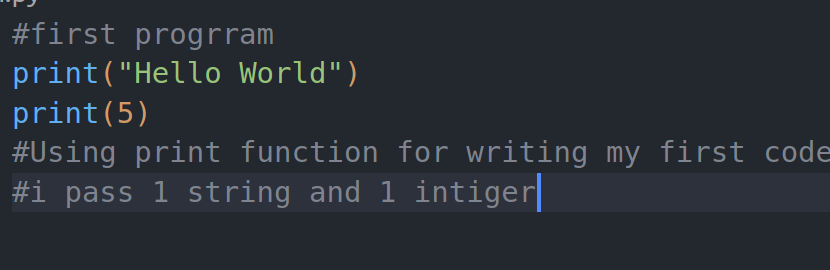 #first progrram
print("Hello World")
print(5)
#Using print function for writing my first code
#i pass 1 string and 1 intiger